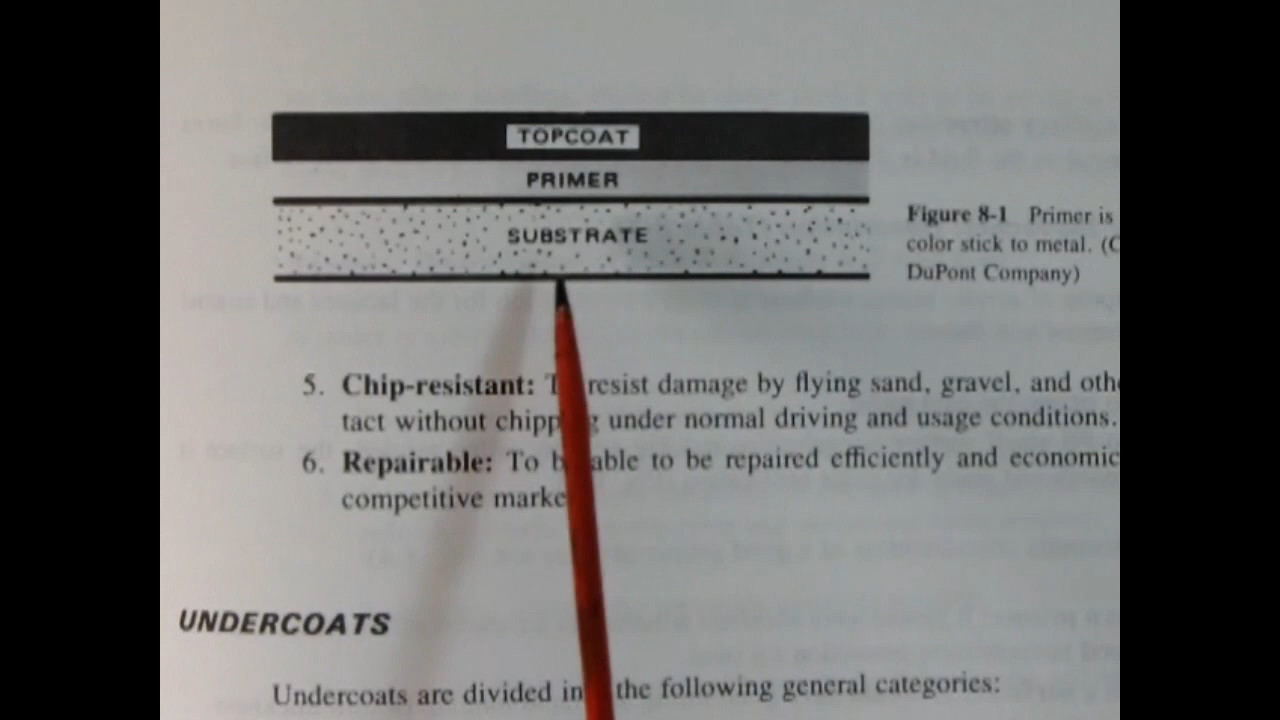 TOPCOAT
PRIMER
SUBSTRATE
Figure 8-1 Primer is
color stick to metal. (C
DuPont Company)
5. Chip-resistant: T resist damage by flying sand, gravel, and oth
tact without chipp g under normal driving and usage conditions.
6. Repairable: To b able to be repaired efficiently and economic
competitive marke
UNDERCOATS
Undercoats are divided in the following general categories: